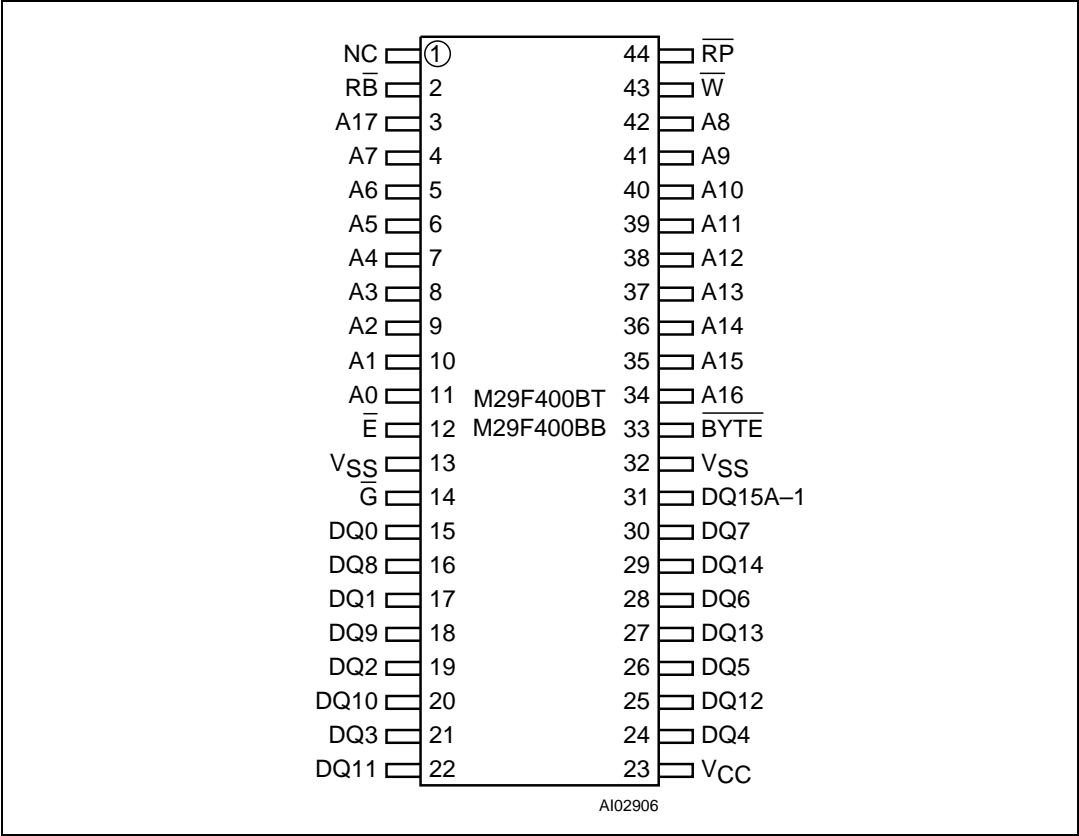 NC 1 44 R̅P̅
RB̅ 2 43 W̅
A17 3 42 A8
A7 4 41 A9
A6 5 40 A10
A5 6 39 A11
A4 7 38 A12
A3 8 37 A13
A2 9 36 A14
A1 10 35 A15
A0 11 M29F400BT 34 A16
E̅ 12 M29F400BB 33 B̅Y̅T̅E̅
VSS 13 32 VSS
G̅ 14 31 DQ15A–1
DQ0 15 30 DQ7
DQ8 16 29 DQ14
DQ1 17 28 DQ6
DQ9 18 27 DQ13
DQ2 19 26 DQ5
DQ10 20 25 DQ12
DQ3 21 24 DQ4
DQ11 22 23 VCC
AI02906